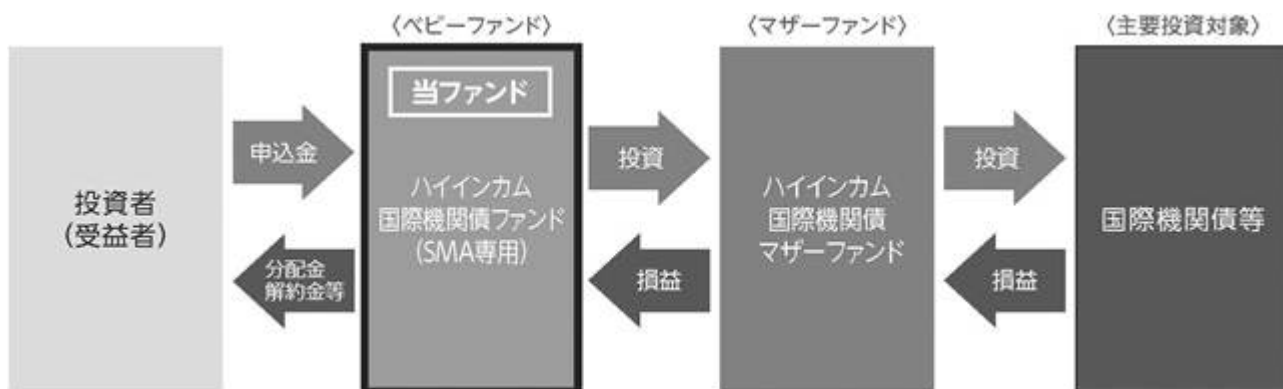 〈ベビーファンド〉
〈マザーファンド〉
〈主要投資対象〉
投資者
(受益者)
申込金
分配金
解約金等
当ファンド
ハイインカム
国際機関債ファンド
(SMA専用)
投資
損益
ハイインカム
国際機関債
マザーファンド
投資
損益
国際機関債等